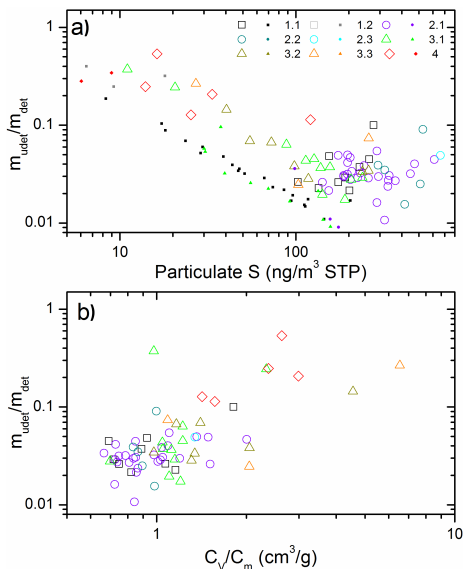 a)
1.1 1.2 2.1
2.2 2.3 3.1
3.2 3.3 4
1
0.1
0.01
m_udet/m_det
10 100
Particulate S (ng/m³ STP)
b)
1
0.1
0.01
m_udet/m_det
1 10
C_V/C_m (cm³/g)